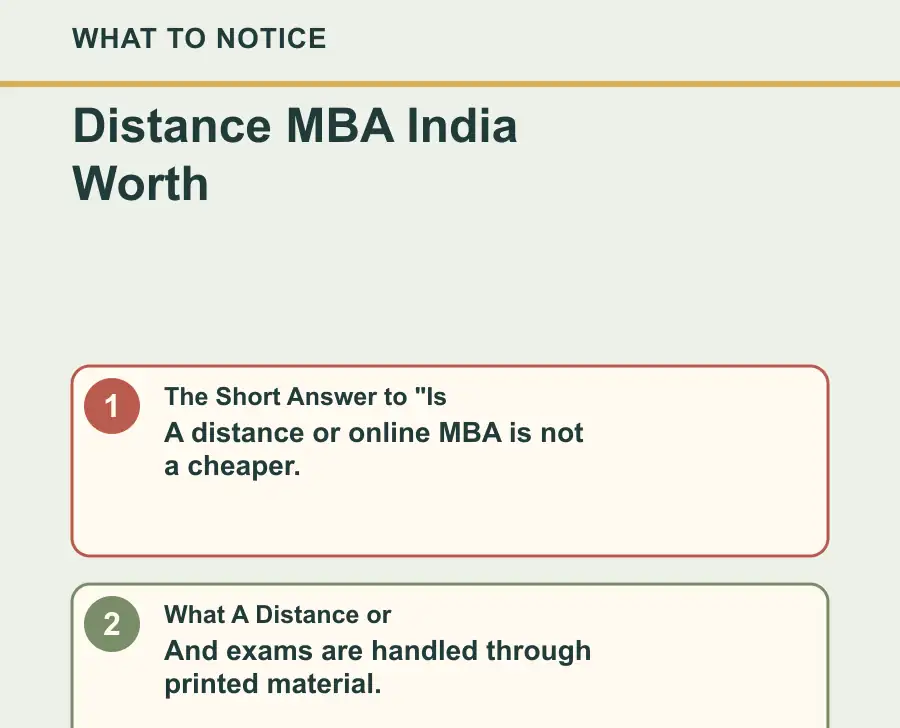 WHAT TO NOTICE
Distance MBA India
Worth
1
The Short Answer to "Is
A distance or online MBA is not
a cheaper.
2
What A Distance or
And exams are handled through
printed material.